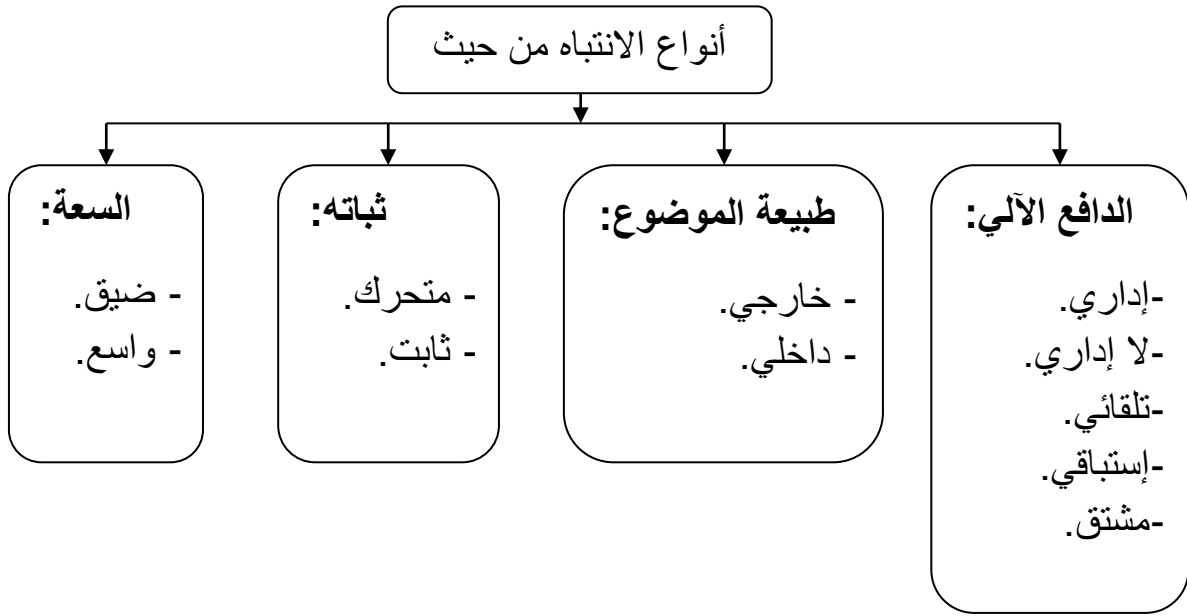 أنواع الانتباه من حيث
الدافع الآلي:
-إداري.
-لا إداري.
-تلقائي.
-إستباقي.
-مشتق.
طبيعة الموضوع:
- خارجي.
- داخلي.
ثباته:
- متحرك.
- ثابت.
السعة:
- ضيق.
- واسع.